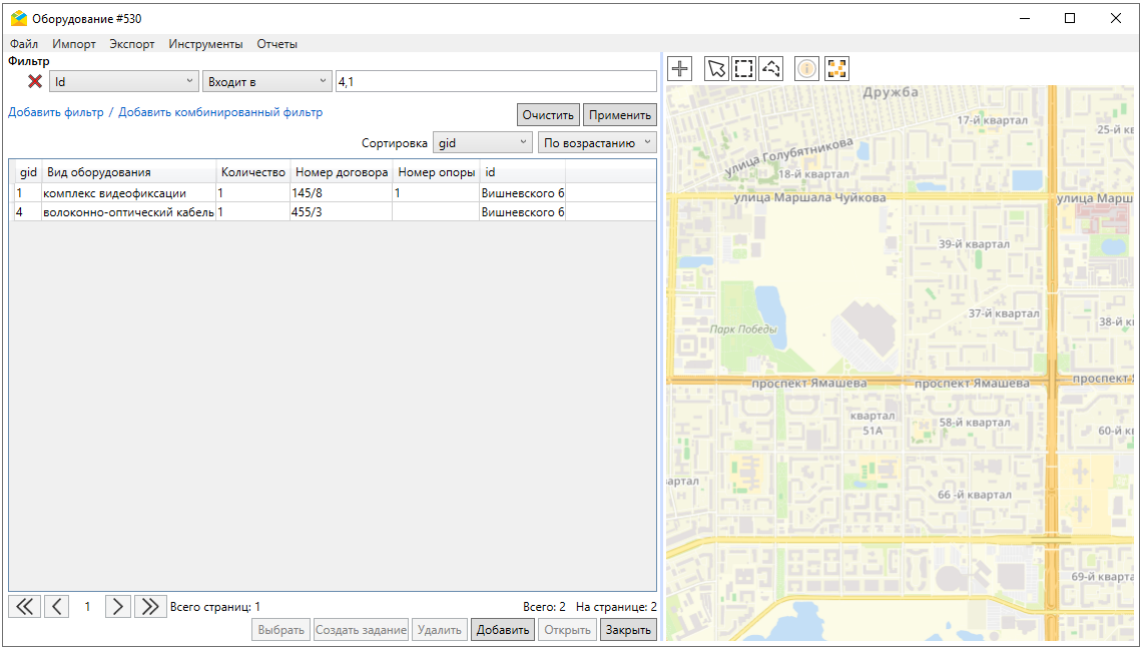 Оборудование #530
Файл Импорт Экспорт Инструменты Отчеты
Фильтр
Id Входит в 4,1
Добавить фильтр / Добавить комбинированный фильтр
Очистить Применить
Сортировка gid По возрастанию
gid Вид оборудования Количество Номер договора Номер опоры id
1 комплекс видеофиксации 1 145/8 1 Вишневского 6
4 волоконно-оптический кабель 1 455/3 Вишневского 6
1 Всего страниц: 1 Всего: 2 На странице: 2
Выбрать Создать задание Удалить Добавить Открыть Закрыть
Дружба
17-й квартал
25-й кв
улица Голубятникова
18-й квартал
улица Маршала Чуйкова
улица Марш
39-й квартал
37-й квартал
38-й к
Парк Победы
проспект Ямашева
проспект Ямашева
проспект
квартал
51А
58-й квартал
60-й к
артал
66 -й квартал
69-й кварта